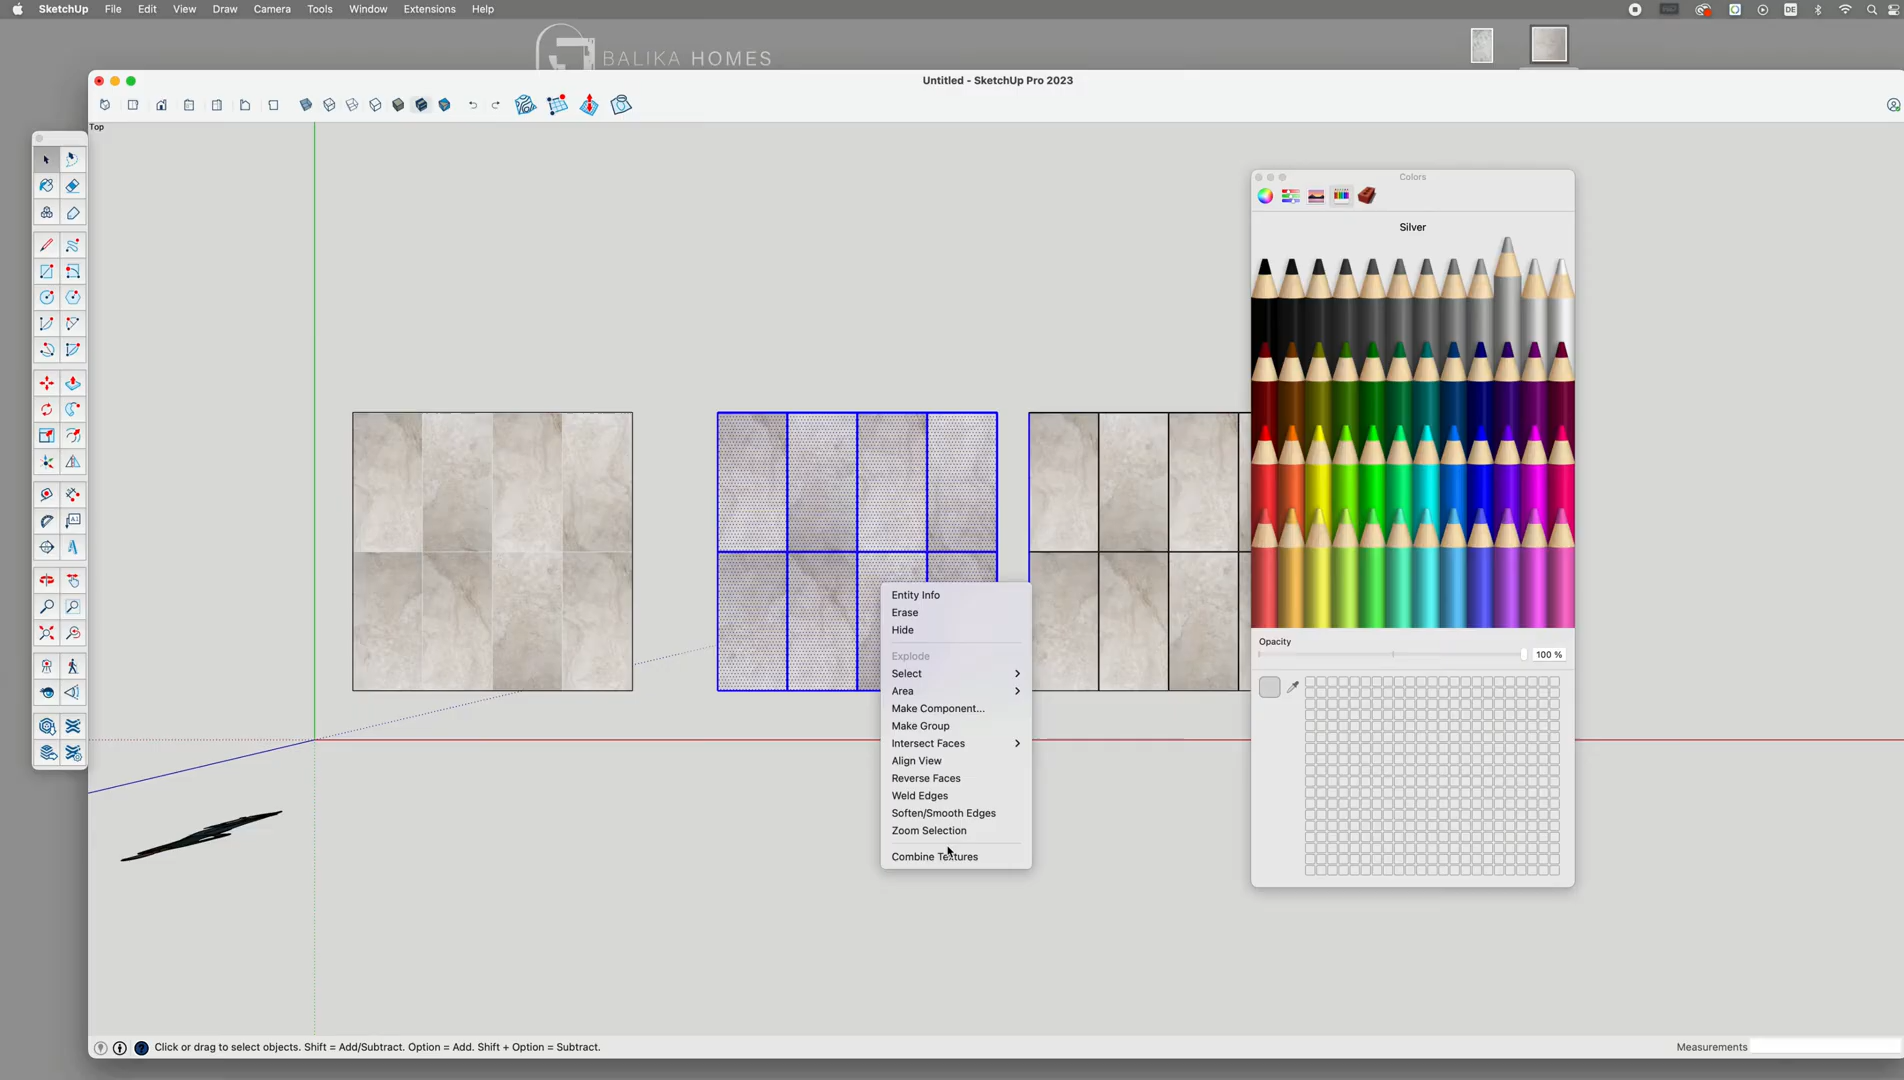 SketchUp File Edit View Draw Camera Tools Window Extensions Help
DE
BALIKA HOMES
Untitled - SketchUp Pro 2023
Top
Colors
Silver
Entity Info
Erase
Hide
Explode
Select
Area
Make Component...
Make Group
Intersect Faces
Align View
Reverse Faces
Weld Edges
Soften/Smooth Edges
Zoom Selection
Combine Textures
Opacity
100 %
Click or drag to select objects. Shift = Add/Subtract. Option = Add. Shift + Option = Subtract.
Measurements